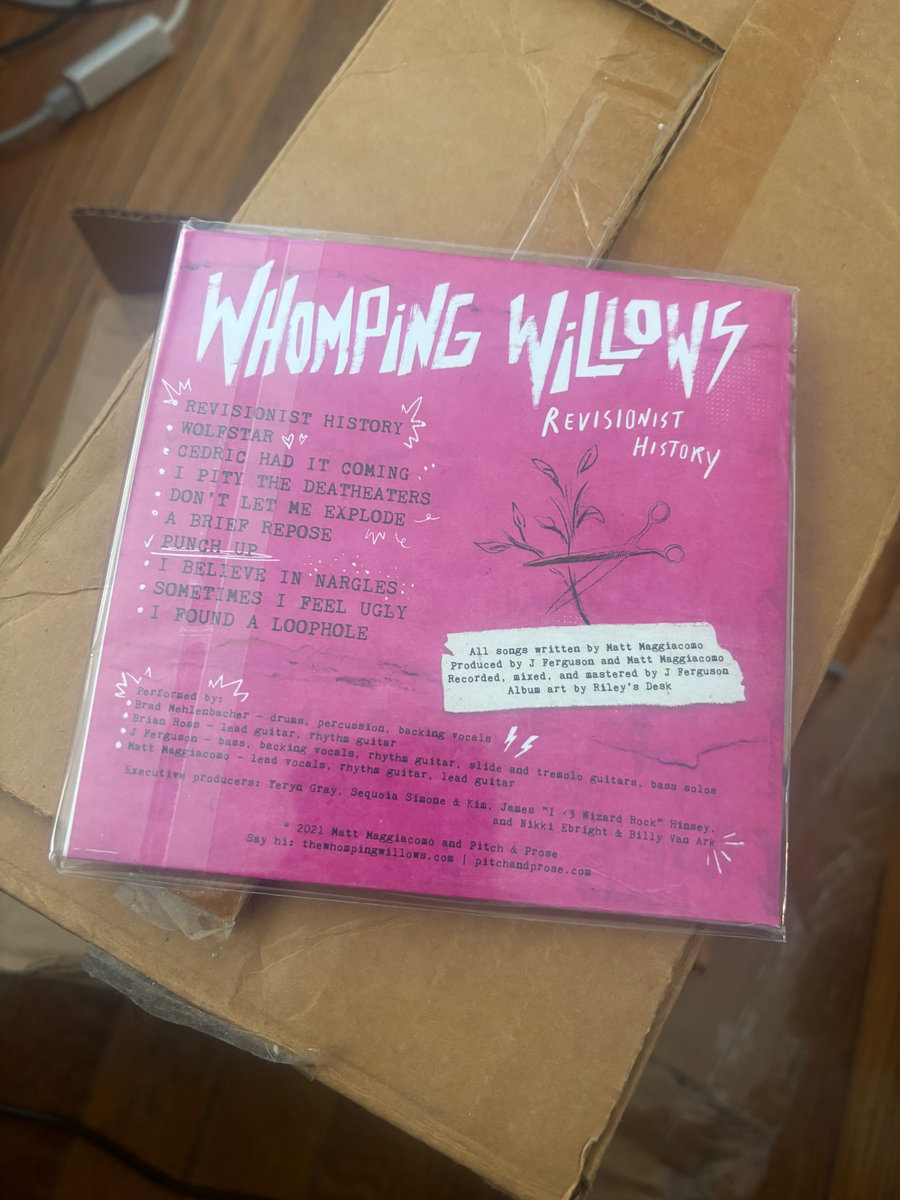 WHOMPiNG WiLLOWS
REVISIONIST
HISTORY
REVISIONIST HISTORY
WOLFSTAR
CEDRIC HAD IT COMING
I PITY THE DEATHEATERS
DON'T LET ME EXPLODE
A BRIEF REPOSE
PUNCH UP
I BELIEVE IN NARGLES
SOMETIMES I FEEL UGLY
I FOUND A LOOPHOLE
All songs written by Matt Maggiacomo
Produced by J Ferguson and Matt Maggiacomo
Recorded, mixed, and mastered by J Ferguson
Album art by Riley's Desk
Performed by:
Brad Mehlenbacher - drums, percussion, backing vocals
Brian Ross - lead guitar, rhythm guitar
J Ferguson - bass, backing vocals, rhythm guitar, slide and tremolo guitars, bass solos
Matt Maggiacomo - lead vocals, rhythm guitar, lead guitar
Executive producers: Teryn Gray, Sequoia Simone & Kim, James "I <3 Wizard Rock" Hinsey,
and Nikki Ebright & Billy Van Ark
© 2021 Matt Maggiacomo and Pitch & Prose
Say hi: thewhompingwillows.com | pitchandprose.com